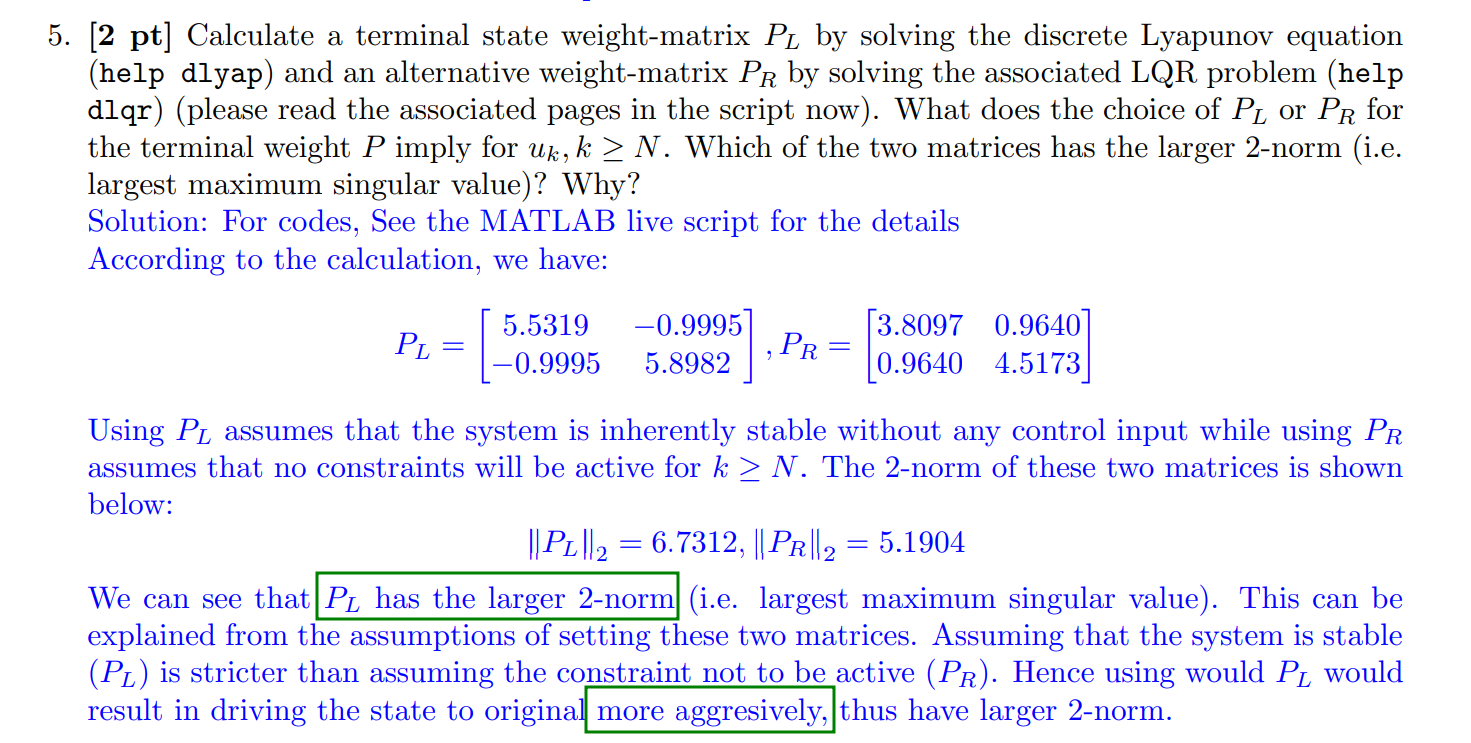 5. [2 pt] Calculate a terminal state weight-matrix P_L by solving the discrete Lyapunov equation
(help dlyap) and an alternative weight-matrix P_R by solving the associated LQR problem (help
dlqr) (please read the associated pages in the script now). What does the choice of P_L or P_R for
the terminal weight P imply for u_k, k ≥ N. Which of the two matrices has the larger 2-norm (i.e.
largest maximum singular value)? Why?
Solution: For codes, See the MATLAB live script for the details
According to the calculation, we have:
P_L = [5.5319 −0.9995; −0.9995 5.8982], P_R = [3.8097 0.9640; 0.9640 4.5173]
Using P_L assumes that the system is inherently stable without any control input while using P_R
assumes that no constraints will be active for k ≥ N. The 2-norm of these two matrices is shown
below:
‖P_L‖_2 = 6.7312, ‖P_R‖_2 = 5.1904
We can see that P_L has the larger 2-norm (i.e. largest maximum singular value). This can be
explained from the assumptions of setting these two matrices. Assuming that the system is stable
(P_L) is stricter than assuming the constraint not to be active (P_R). Hence using would P_L would
result in driving the state to original more aggresively, thus have larger 2-norm.